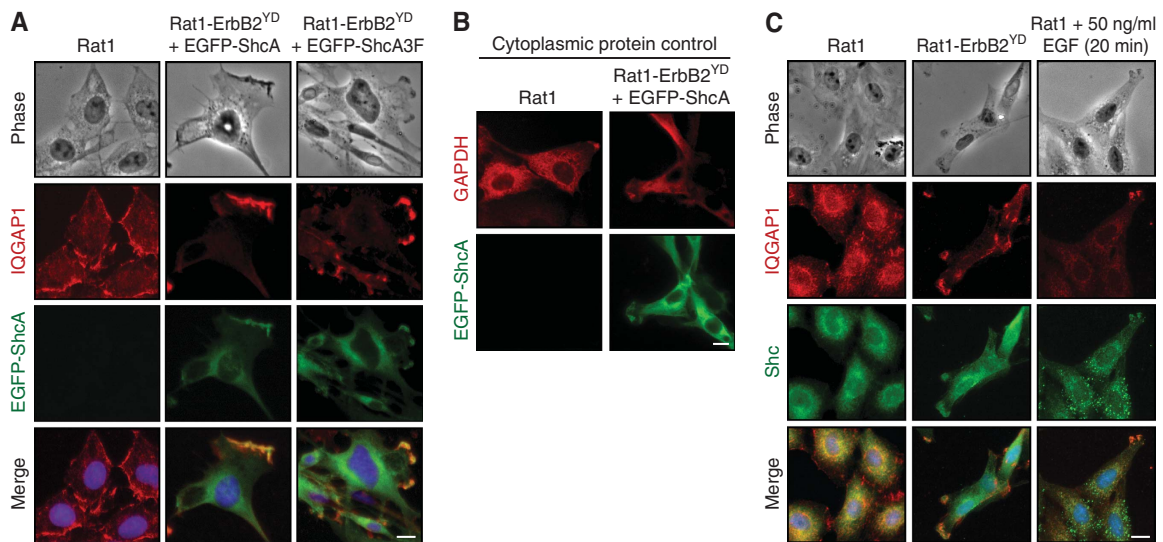 A
Rat1
Rat1-ErbB2YD
+ EGFP-ShcA
Rat1-ErbB2YD
+ EGFP-ShcA3F
Phase
IQGAP1
EGFP-ShcA
Merge
B
Cytoplasmic protein control
Rat1
Rat1-ErbB2YD
+ EGFP-ShcA
GAPDH
EGFP-ShcA
C
Rat1
Rat1-ErbB2YD
Rat1 + 50 ng/ml
EGF (20 min)
Phase
IQGAP1
Shc
Merge